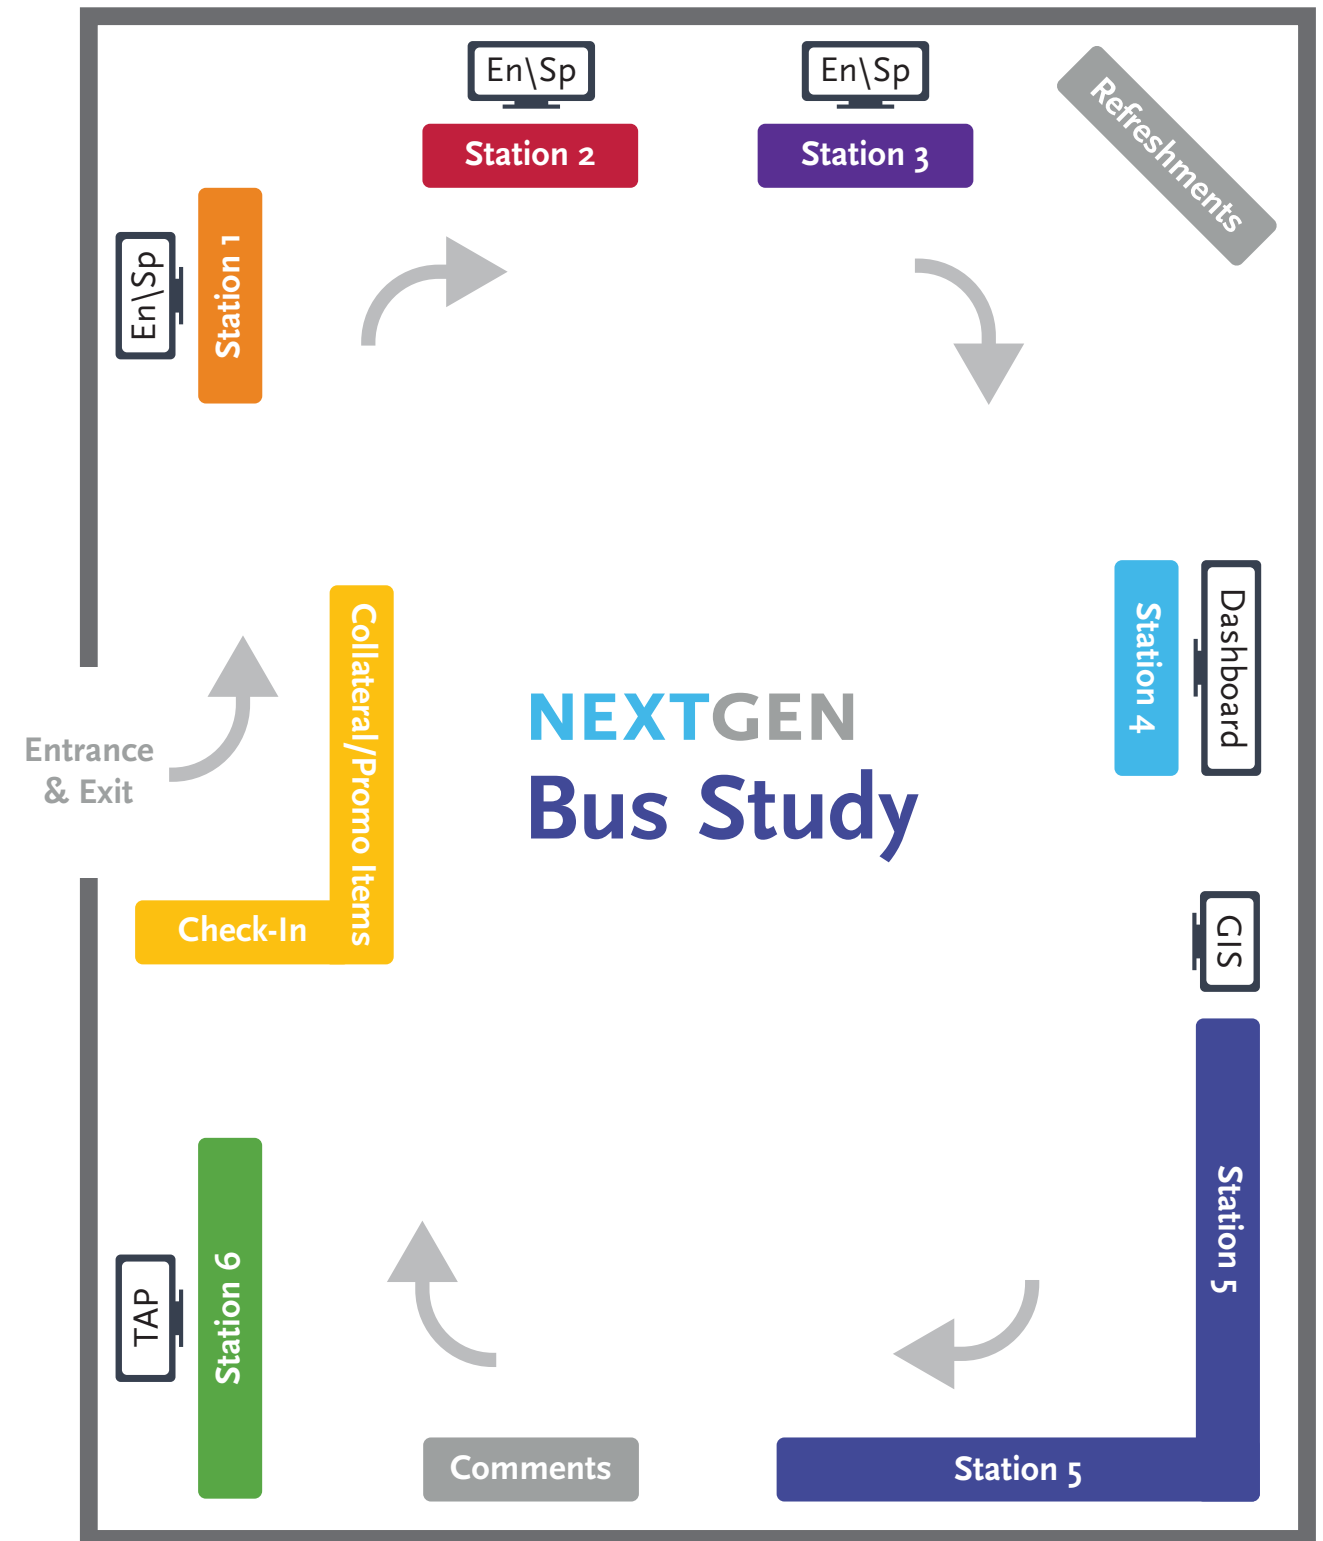 En\Sp
En\Sp
Refreshments
Station 2
Station 3
En\Sp
Station 1
Collateral/Promo Items
Station 4
Dashboard
NEXTGEN
Bus Study
Entrance
& Exit
Check-In
GIS
Station 5
TAP
Station 6
Comments
Station 5